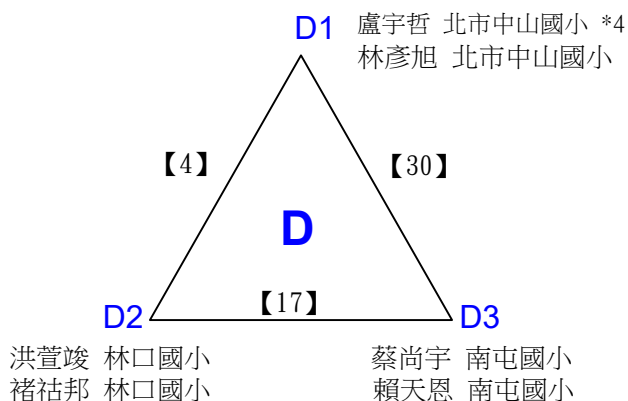 D1 盧宇哲 北市中山國小 *4
林彥旭 北市中山國小
【4】
【30】
D
【17】
D2
D3
洪萱竣 林口國小
蔡尚宇 南屯國小
褚祜邦 林口國小
賴天恩 南屯國小